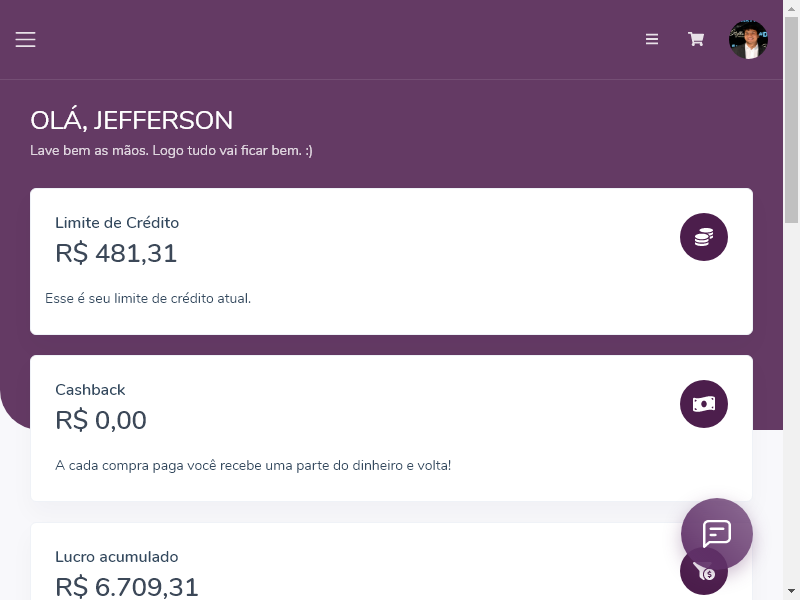 OLÁ, JEFFERSON
Lave bem as mãos. Logo tudo vai ficar bem. :)
Limite de Crédito
R$ 481,31
Esse é seu limite de crédito atual.
Cashback
R$ 0,00
A cada compra paga você recebe uma parte do dinheiro e volta!
Lucro acumulado
R$ 6.709,31